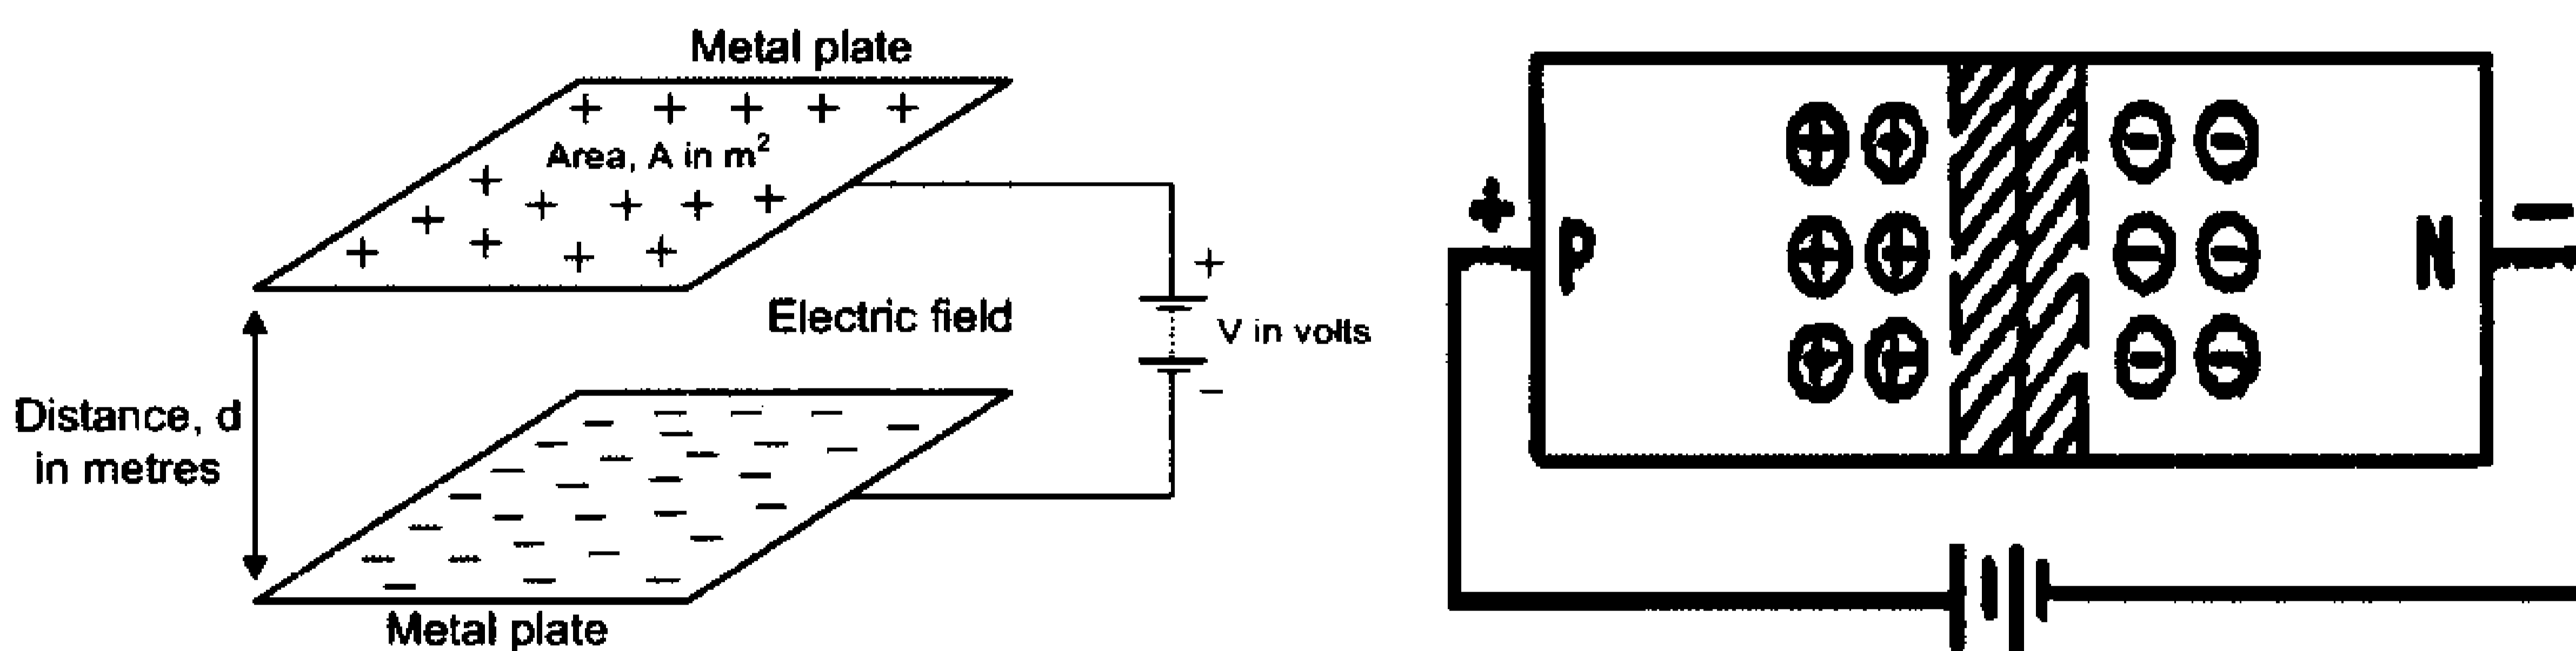 Metal plate
Area, A in m²
+
Electric field
V in volts
−
Distance, d
in metres
Metal plate
+
P
N
−